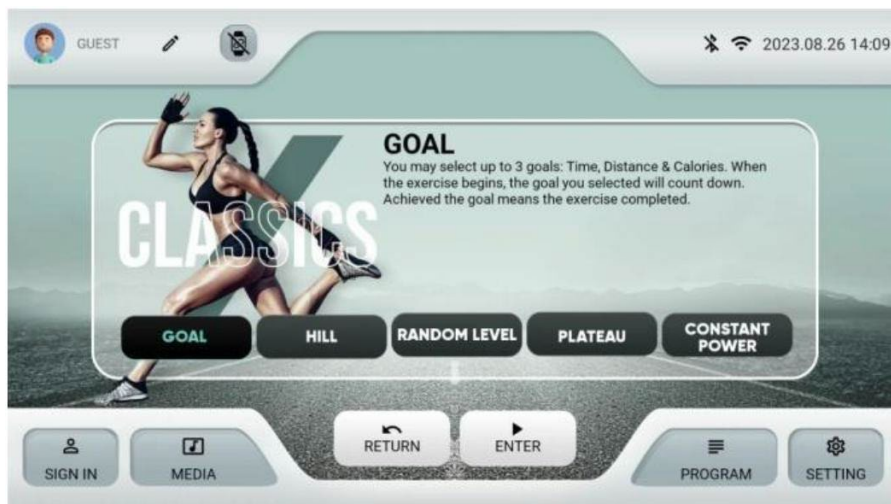 GUEST
2023.08.26 14:09
GOAL
You may select up to 3 goals: Time, Distance & Calories. When
the exercise begins, the goal you selected will count down.
Achieved the goal means the exercise completed.
CLASSICS
GOAL
HILL
RANDOM LEVEL
PLATEAU
CONSTANT
POWER
RETURN
ENTER
SIGN IN
MEDIA
PROGRAM
SETTING